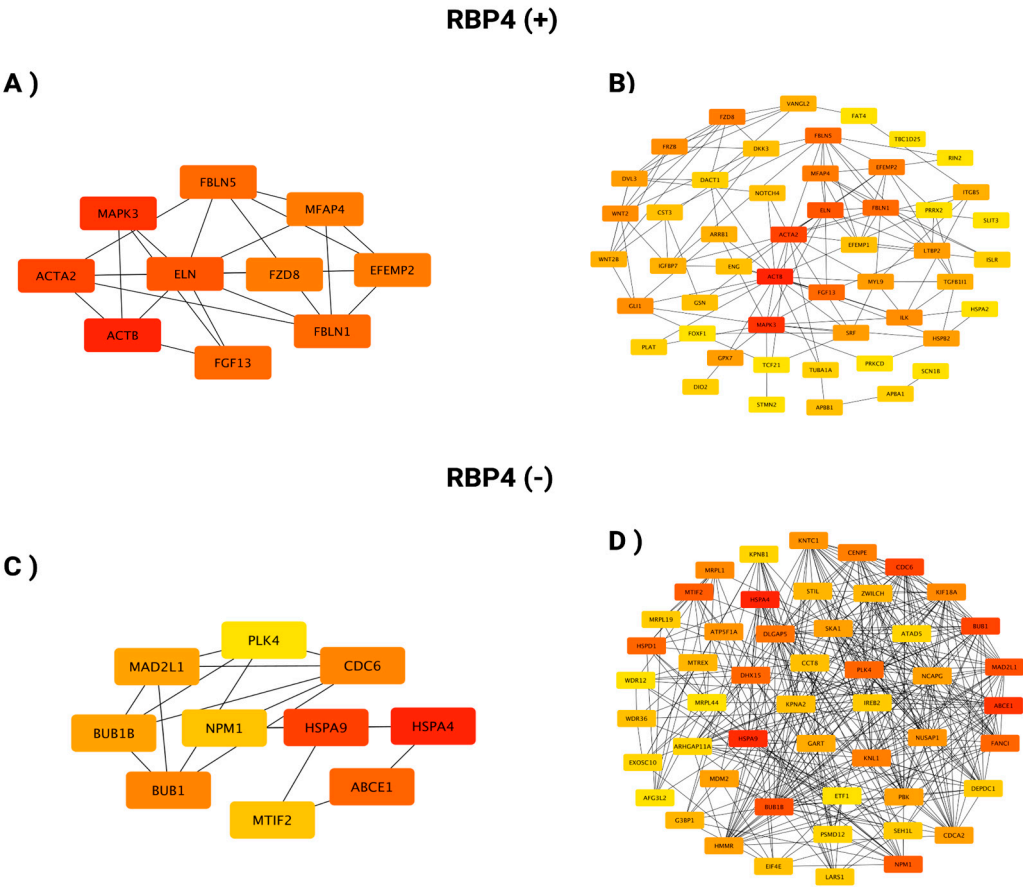 RBP4 (+)
A )
FBLN5
MAPK3
MFAP4
ACTA2
ELN
FZD8
EFEMP2
ACTB
FBLN1
FGF13
B)
VANGL2
FZD8
FAT4
FBLN5
TBC1D25
FRZB
DKK3
RIN2
EFEMP2
MFAP4
DVL3
DACT1
NOTCH4
ITGB5
WNT2
CST3
ELN
FBLN1
PRRX2
SLIT3
ARRB1
ACTA2
EFEMP1
LTBP2
WNT2B
IGFBP7
ENG
ISLR
ACTB
MYL9
TGFB1I1
FGF13
GLI1
GSN
HSPA2
ILK
MAPK3
FOXF1
SRF
HSPB2
PLAT
GPX7
TCF21
TUBA1A
PRKCD
SCN1B
DIO2
APBA1
STMN2
APBB1
RBP4 (-)
C )
PLK4
MAD2L1
CDC6
BUB1B
NPM1
HSPA9
HSPA4
BUB1
ABCE1
MTIF2
D )
KNTC1
KPNB1
CENPE
CDC6
MRPL1
MTIF2
HSPA4
STIL
ZWILCH
KIF18A
MRPL19
ATP5F1A
DLGAP5
SKA1
ATAD5
BUB1
HSPD1
MTREX
CCT8
PLK4
NCAPG
MAD2L1
WDR12
DHX15
MRPL44
KPNA2
IREB2
ABCE1
WDR36
HSPA9
GART
NUSAP1
FANCI
ARHGAP11A
EXOSC10
KNL1
MDM2
DEPDC1
AFG3L2
ETF1
PBK
BUB1B
G3BP1
PSMD12
SEH1L
CDCA2
HMMR
EIF4E
NPM1
LARS1